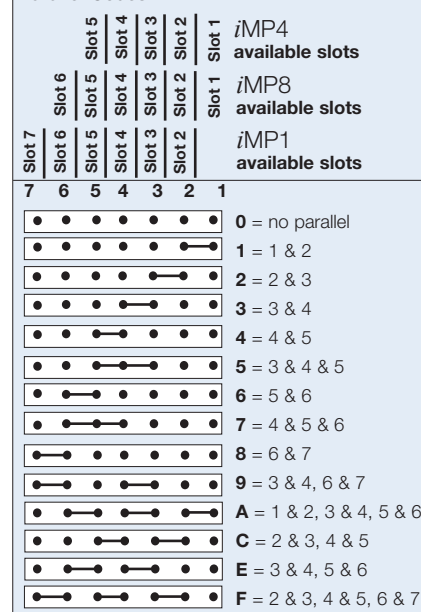 Slot 5 Slot 4 Slot 3 Slot 2 Slot 1 iMP4
available slots
Slot 6 Slot 5 Slot 4 Slot 3 Slot 2 Slot 1 iMP8
available slots
Slot 7 Slot 6 Slot 5 Slot 4 Slot 3 Slot 2 iMP1
available slots
7 6 5 4 3 2 1
0 = no parallel
1 = 1 & 2
2 = 2 & 3
3 = 3 & 4
4 = 4 & 5
5 = 3 & 4 & 5
6 = 5 & 6
7 = 4 & 5 & 6
8 = 6 & 7
9 = 3 & 4, 6 & 7
A = 1 & 2, 3 & 4, 5 & 6
C = 2 & 3, 4 & 5
E = 3 & 4, 5 & 6
F = 2 & 3, 4 & 5, 6 & 7